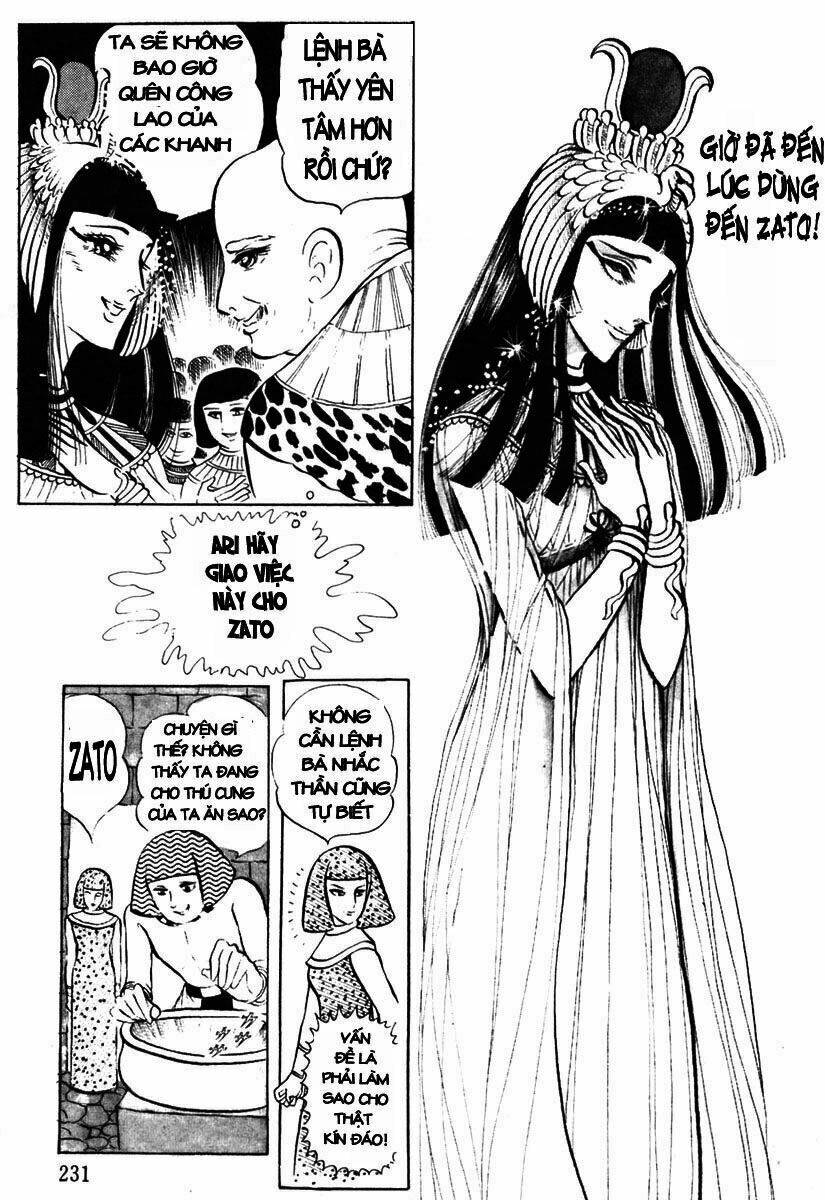 GIỜ ĐÃ ĐẾN
LÚC DÙNG
ĐẾN ZATO!
LỆNH BÀ
THẤY YÊN
TÂM HƠN
RỒI CHỨ?
TA SẼ KHÔNG
BAO GIỜ
QUÊN CÔNG
LAO CỦA
CÁC KHANH
ARI HÃY
GIAO VIỆC
NÀY CHO
ZATO
KHÔNG
CẦN LỆNH
BÀ NHẮC
THẦN CŨNG
TỰ BIẾT
VẤN
ĐỀ LÀ
PHẢI LÀM
SAO CHO
THẬT
KÍN ĐÁO!
ZATO
CHUYỆN GÌ
THẾ? KHÔNG
THẤY TA ĐANG
CHO THÚ CƯNG
CỦA TA ĂN SAO?
231